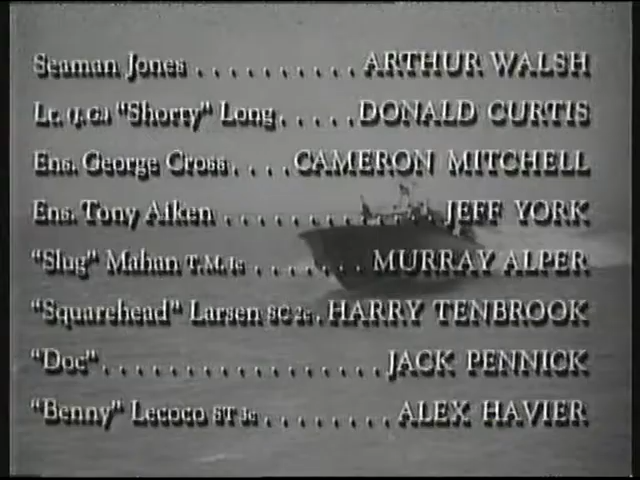 Seaman Jones . . . . . . . . . . ARTHUR WALSH
Lt. (J.G.) "Shorty" Long . . . . . DONALD CURTIS
Ens. George Cross . . . . CAMERON MITCHELL
Ens. Tony Aiken . . . . . . . . . . . JEFF YORK
"Slug" Mahan T.M. 1c . . . . . . . MURRAY ALPER
"Squarehead" Larsen SC 2c . HARRY TENBROOK
"Doc" . . . . . . . . . . . . . . . . . JACK PENNICK
"Benny" Lecoco ST 3c . . . . . . . . ALEX HAVIER